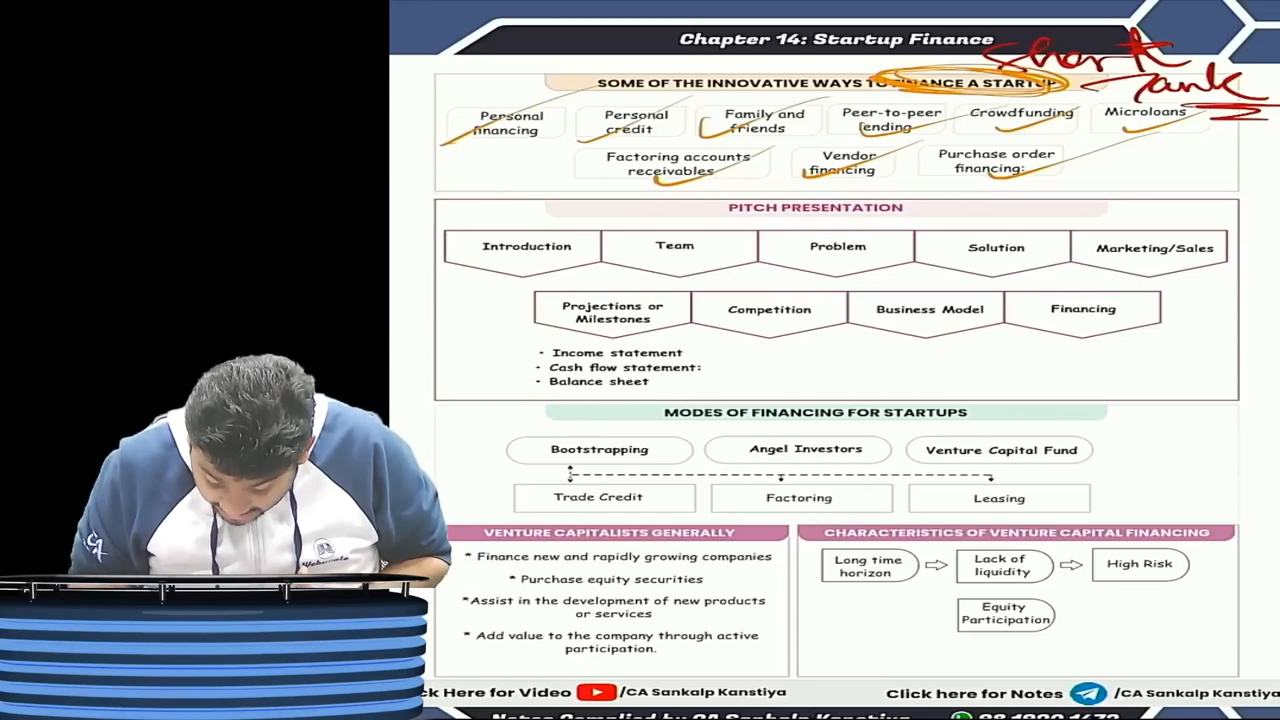 Chapter 14: Startup Finance
Shark
Tank
SOME OF THE INNOVATIVE WAYS TO FINANCE A STARTUP
Personal financing
Personal credit
Family and friends
Peer-to-peer lending
Crowdfunding
Microloans
Factoring accounts receivables
Vendor financing
Purchase order financing:
PITCH PRESENTATION
Introduction
Team
Problem
Solution
Marketing/Sales
Projections or Milestones
Competition
Business Model
Financing
· Income statement
· Cash flow statement:
· Balance sheet
MODES OF FINANCING FOR STARTUPS
Bootstrapping
Angel Investors
Venture Capital Fund
Trade Credit
Factoring
Leasing
VENTURE CAPITALISTS GENERALLY
* Finance new and rapidly growing companies
* Purchase equity securities
*Assist in the development of new products
or services
* Add value to the company through active
participation.
CHARACTERISTICS OF VENTURE CAPITAL FINANCING
Long time horizon
Lack of liquidity
High Risk
Equity Participation
ck Here for Video /CA Sankalp Kanstiya
Click here for Notes /CA Sankalp Kanstiya